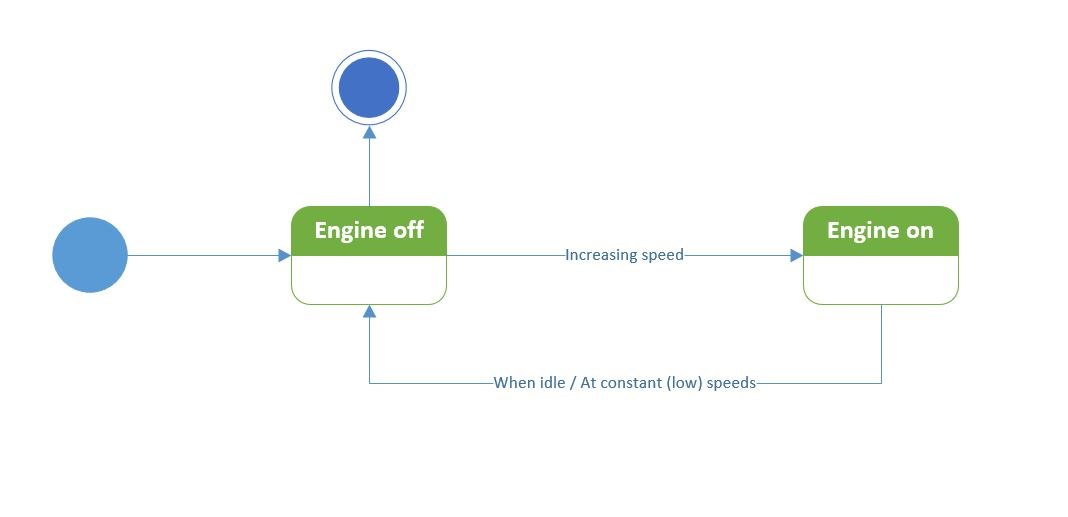 Engine off
Engine on
Increasing speed
When idle / At constant (low) speeds